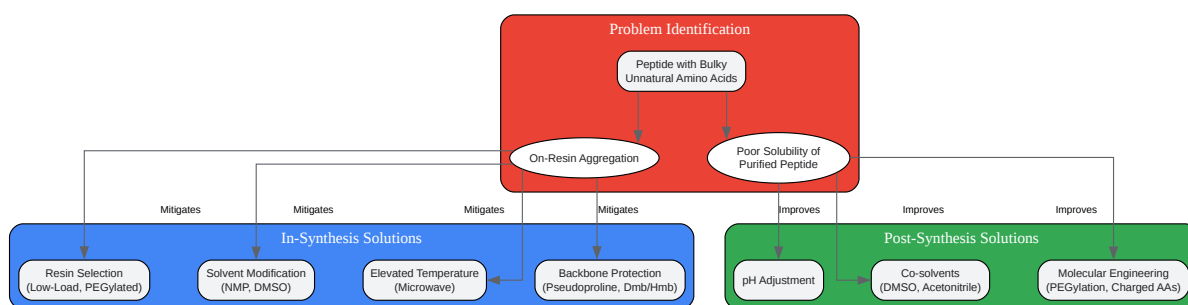 Problem Identification
Peptide with Bulky
Unnatural Amino Acids
On-Resin Aggregation
Poor Solubility of
Purified Peptide
Mitigates
Mitigates
Mitigates
Mitigates
Improves
Improves
Improves
In-Synthesis Solutions
Resin Selection
(Low-Load, PEGylated)
Solvent Modification
(NMP, DMSO)
Elevated Temperature
(Microwave)
Backbone Protection
(Pseudoproline, Dmb/Hmb)
Post-Synthesis Solutions
pH Adjustment
Co-solvents
(DMSO, Acetonitrile)
Molecular Engineering
(PEGylation, Charged AAs)